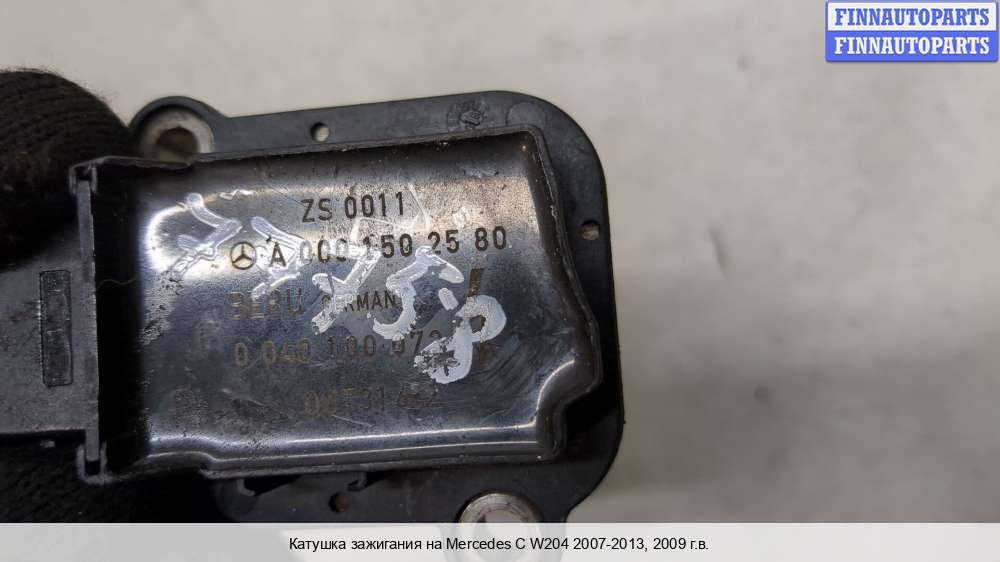 FINNAUTOPARTS
FINNAUTOPARTS
ZS 0011
A 000 150 25 80
BERU GERMANY
0 040 100 072
Катушка зажигания на Mercedes C W204 2007-2013, 2009 г.в.